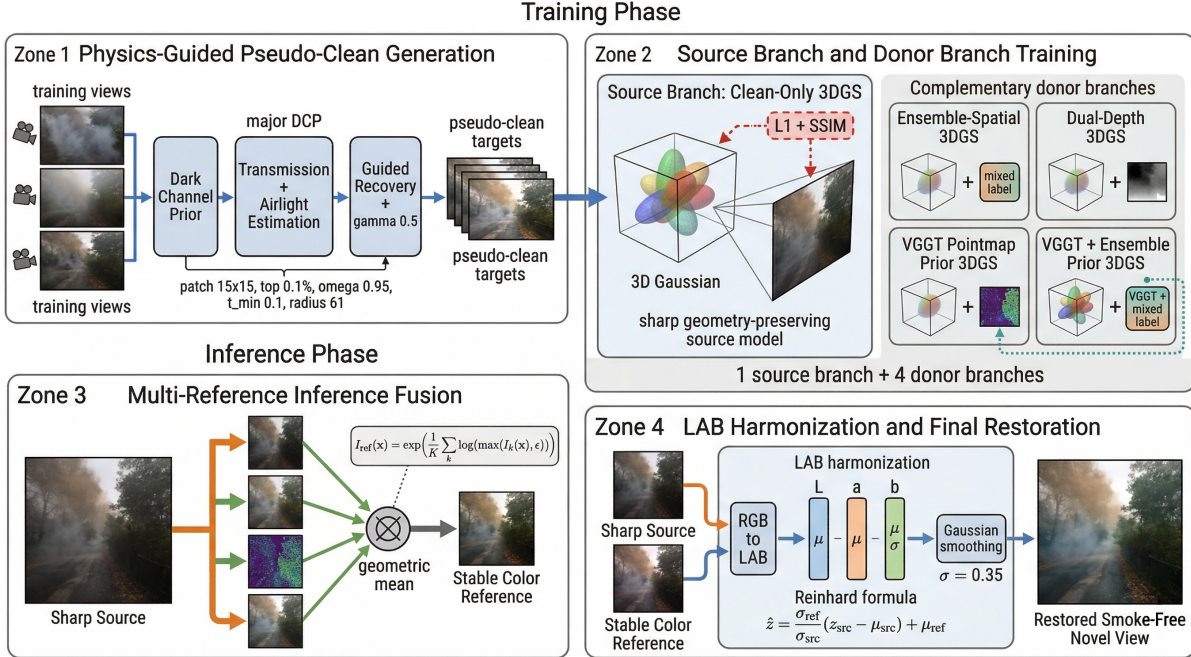 Training Phase
Zone 1 Physics-Guided Pseudo-Clean Generation
training views
training views
Dark
Channel
Prior
major DCP
Transmission
+
Airlight
Estimation
Guided
Recovery
+
gamma 0.5
patch 15x15, top 0.1%, omega 0.95,
t_min 0.1, radius 61
pseudo-clean
targets
pseudo-clean
targets
Zone 2 Source Branch and Donor Branch Training
Source Branch: Clean-Only 3DGS
L1 + SSIM
3D Gaussian
sharp geometry-preserving
source model
Complementary donor branches
Ensemble-Spatial
3DGS
+
mixed
label
Dual-Depth
3DGS
+
VGGT Pointmap
Prior 3DGS
+
VGGT + Ensemble
Prior 3DGS
+
VGGT +
mixed
label
1 source branch + 4 donor branches
Inference Phase
Zone 3 Multi-Reference Inference Fusion
Sharp Source
I_ref(x) = exp(1/K ∑_k log(max(I_k(x), ϵ)))
geometric
mean
Stable Color
Reference
Zone 4 LAB Harmonization and Final Restoration
Sharp Source
Stable Color
Reference
LAB harmonization
RGB
to
LAB
L a b
μ - μ - μ
σ
Gaussian
smoothing
σ = 0.35
Reinhard formula
ẑ = σ_ref/σ_src (z_src − μ_src) + μ_ref
Restored Smoke-Free
Novel View